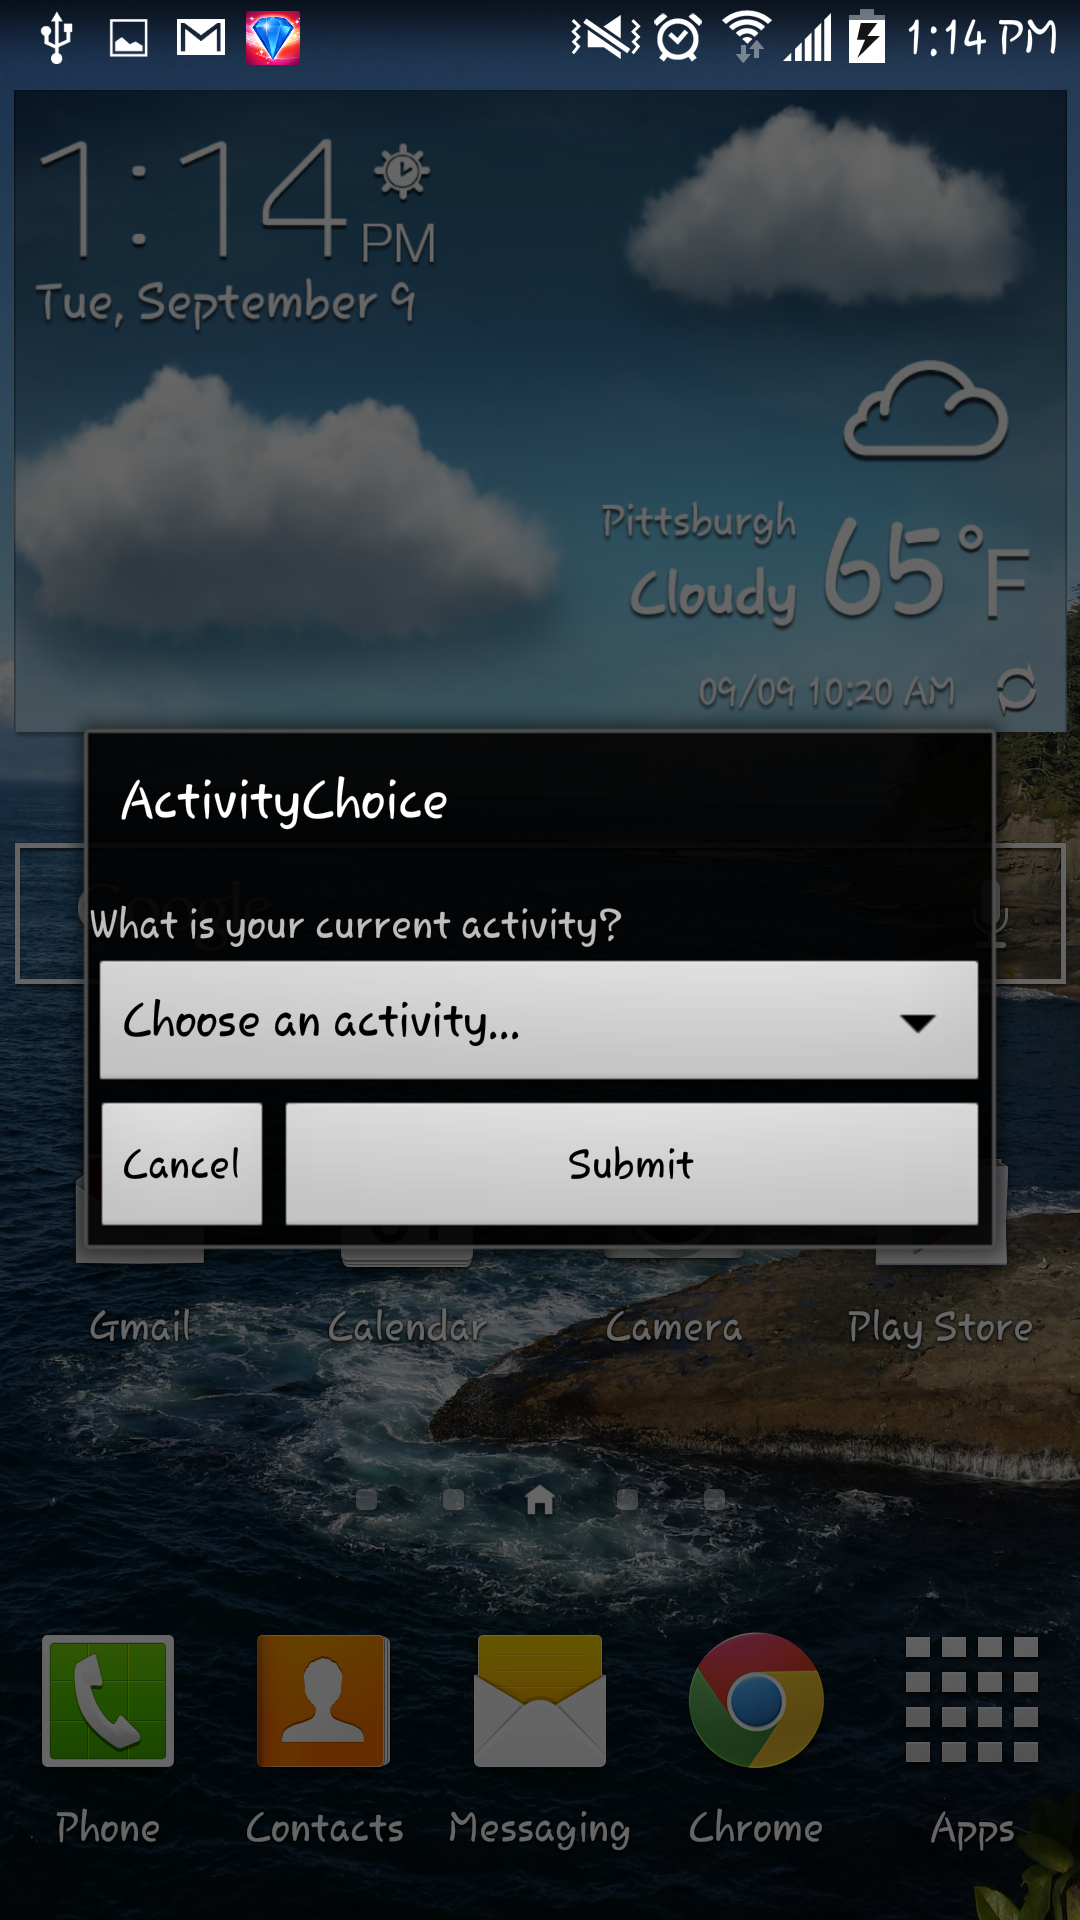 1:14 PM
1:14 PM
Tue, September 9
Pittsburgh
Cloudy
65°F
09/09 10:20 AM
ActivityChoice
Google
What is your current activity?
Choose an activity...
Cancel
Submit
Gmail
Calendar
Camera
Play Store
Phone
Contacts
Messaging
Chrome
Apps